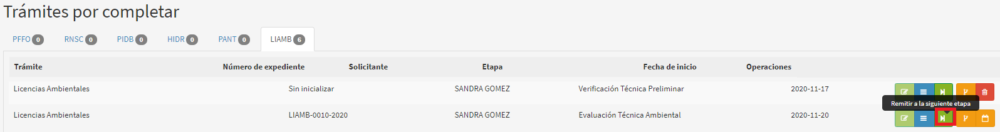 Trámites por completar
PFFO 0 RNSC 0 PIDB 0 HIDR 0 PANT 0 LIAMB 6
Trámite Número de expediente Solicitante Etapa Fecha de inicio Operaciones
Licencias Ambientales Sin inicializar SANDRA GOMEZ Verificación Técnica Preliminar 2020-11-17
Remitir a la siguiente etapa
Licencias Ambientales LIAMB-0010-2020 SANDRA GOMEZ Evaluación Técnica Ambiental 2020-11-20